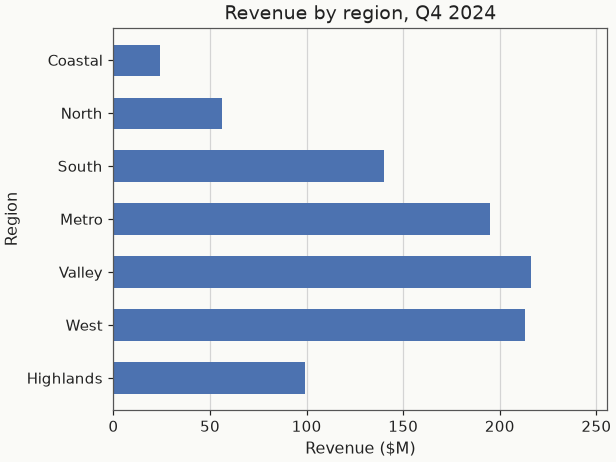 Revenue by region, Q4 2024
Coastal
North
South
Metro
Valley
West
Highlands
Region
0 50 100 150 200 250
Revenue ($M)